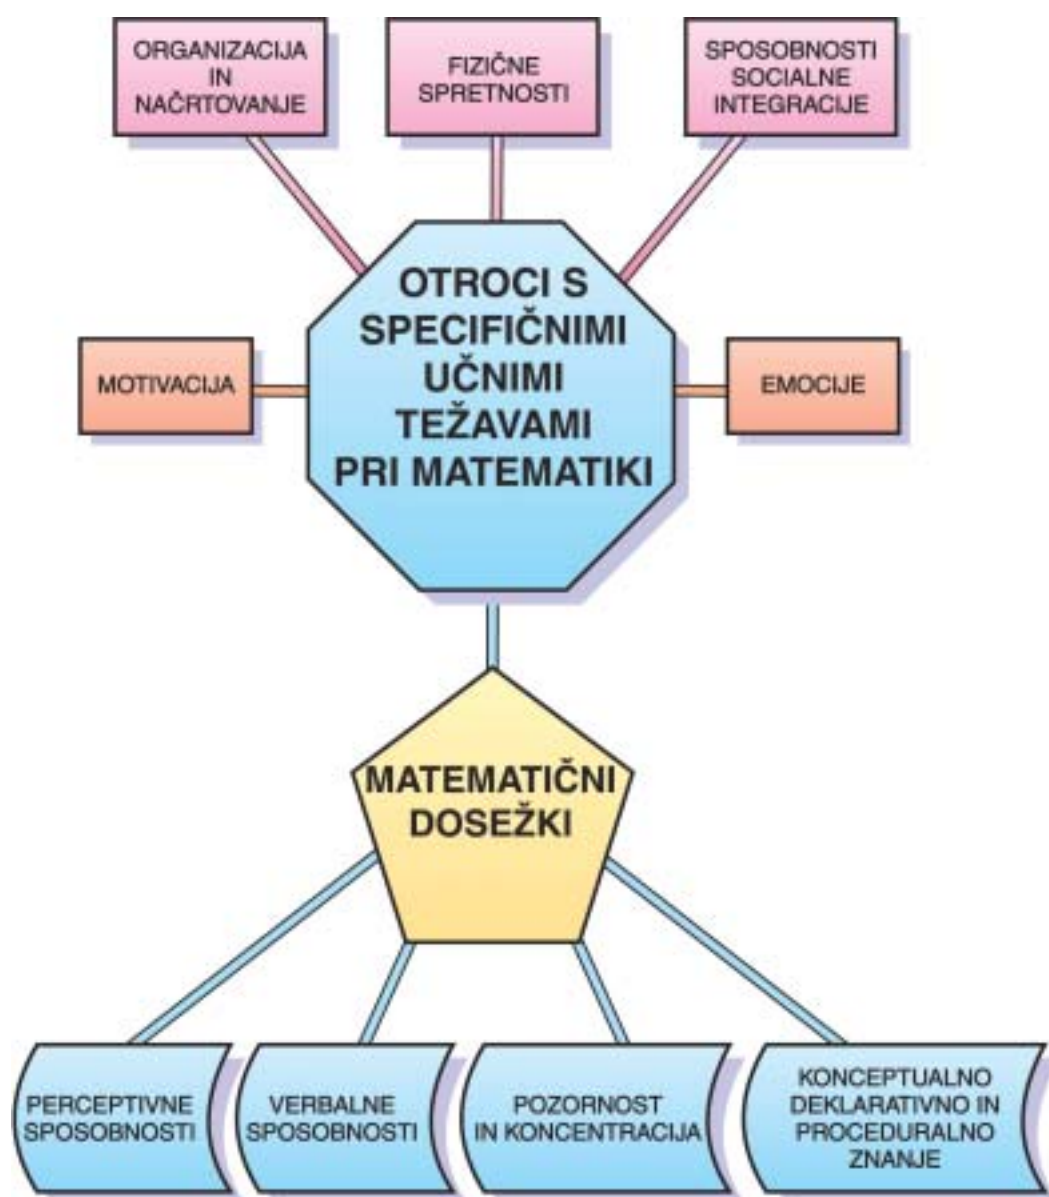 ORGANIZACIJA
IN
NAČRTOVANJE
FIZIČNE
SPRETNOSTI
SPOSOBNOSTI
SOCIALNE
INTEGRACIJE
OTROCI S
SPECIFIČNIMI
UČNIMI
TEŽAVAMI
PRI MATEMATIKI
MOTIVACIJA
EMOCIJE
MATEMATIČNI
DOSEŽKI
PERCEPTIVNE
SPOSOBNOSTI
VERBALNE
SPOSOBNOSTI
POZORNOST
IN KONCENTRACIJA
KONCEPTUALNO
DEKLARATIVNO IN
PROCEDURALNO
ZNANJE